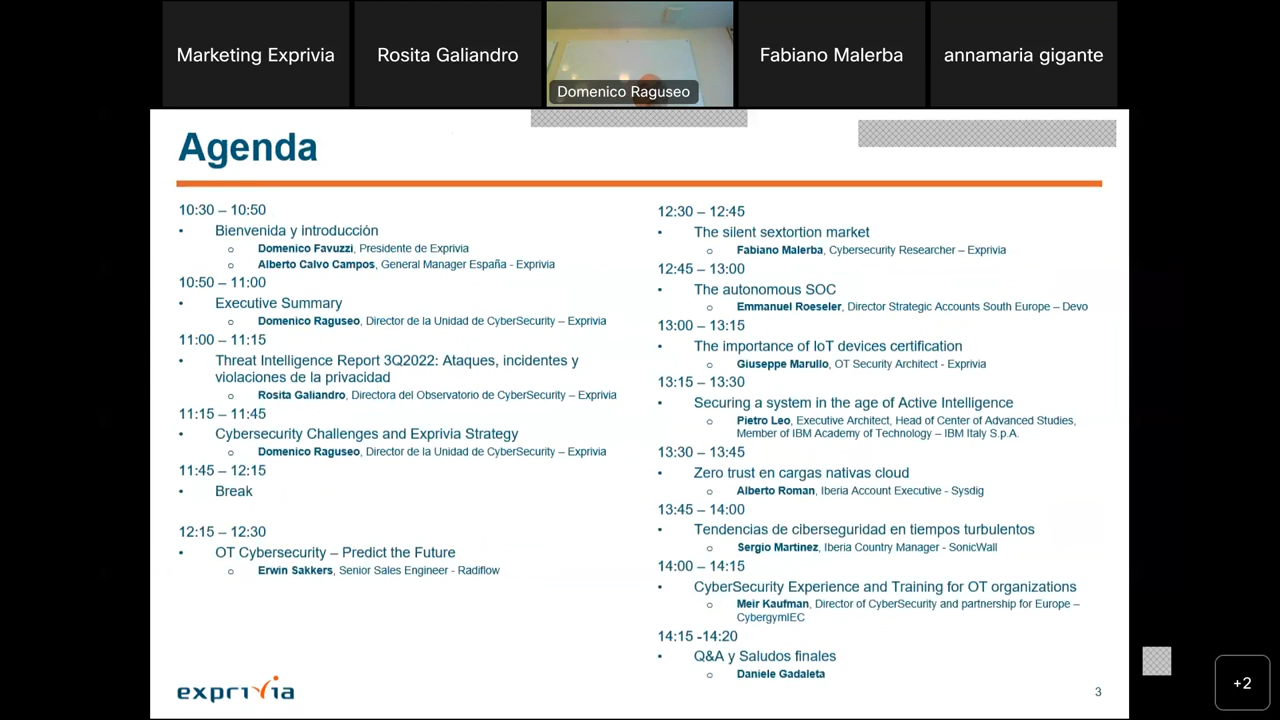 Marketing Exprivia
Rosita Galiandro
Domenico Raguseo
Fabiano Malerba
annamaria gigante
Agenda
10:30 – 10:50
• Bienvenida y introducción
o Domenico Favuzzi, Presidente de Exprivia
o Alberto Calvo Campos, General Manager España - Exprivia
10:50 – 11:00
• Executive Summary
o Domenico Raguseo, Director de la Unidad de CyberSecurity – Exprivia
11:00 – 11:15
• Threat Intelligence Report 3Q2022: Ataques, incidentes y
violaciones de la privacidad
o Rosita Galiandro, Directora del Observatorio de CyberSecurity – Exprivia
11:15 – 11:45
• Cybersecurity Challenges and Exprivia Strategy
o Domenico Raguseo, Director de la Unidad de CyberSecurity – Exprivia
11:45 – 12:15
• Break
12:15 – 12:30
• OT Cybersecurity – Predict the Future
o Erwin Sakkers, Senior Sales Engineer - Radiflow
12:30 – 12:45
• The silent sextortion market
o Fabiano Malerba, Cybersecurity Researcher – Exprivia
12:45 – 13:00
• The autonomous SOC
o Emmanuel Roeseler, Director Strategic Accounts South Europe – Devo
13:00 – 13:15
• The importance of IoT devices certification
o Giuseppe Marullo, OT Security Architect - Exprivia
13:15 – 13:30
• Securing a system in the age of Active Intelligence
o Pietro Leo, Executive Architect, Head of Center of Advanced Studies,
Member of IBM Academy of Technology – IBM Italy S.p.A.
13:30 – 13:45
• Zero trust en cargas nativas cloud
o Alberto Roman, Iberia Account Executive - Sysdig
13:45 – 14:00
• Tendencias de ciberseguridad en tiempos turbulentos
o Sergio Martinez, Iberia Country Manager - SonicWall
14:00 – 14:15
• CyberSecurity Experience and Training for OT organizations
o Meir Kaufman, Director of CyberSecurity and partnership for Europe –
CybergymIEC
14:15 -14:20
• Q&A y Saludos finales
o Daniele Gadaleta
exprivia
3
+2